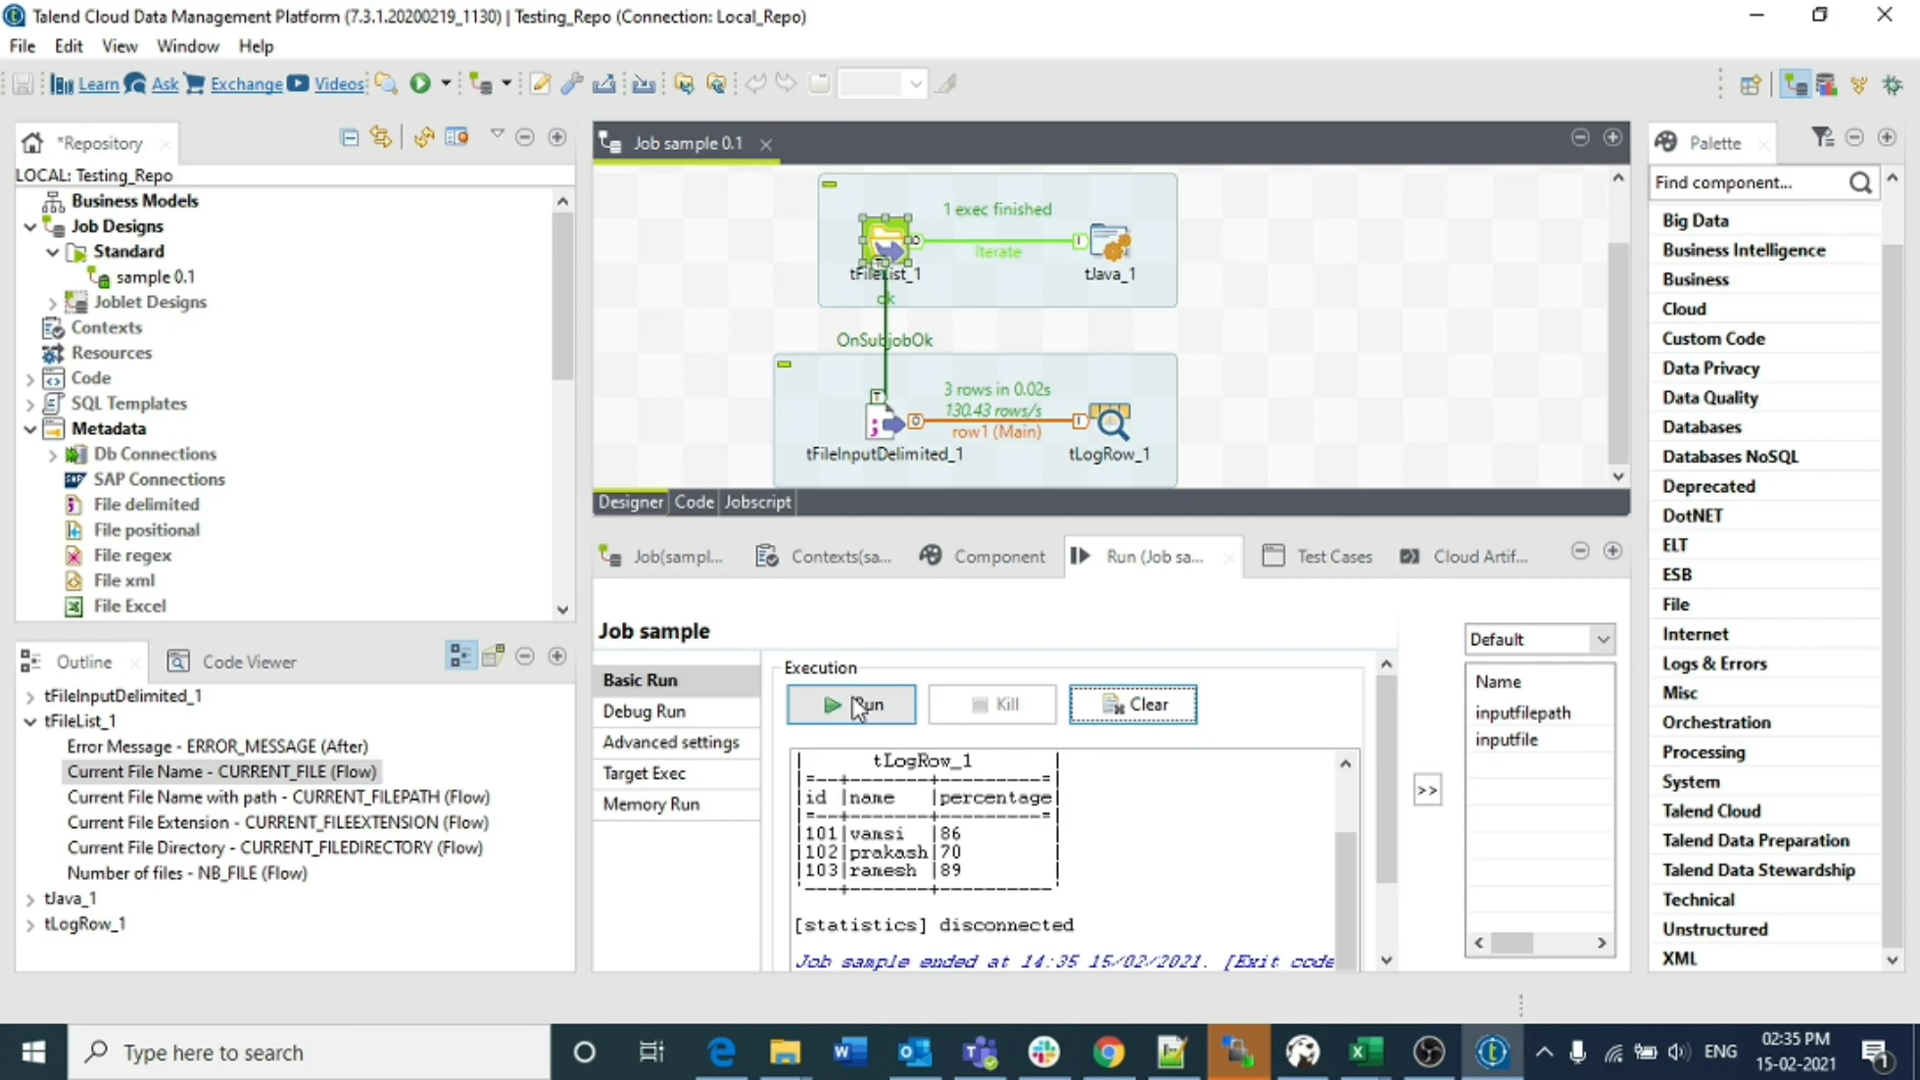 Talend Cloud Data Management Platform (7.3.1.20200219_1130) | Testing_Repo (Connection: Local_Repo)
File Edit View Window Help
Learn Ask Exchange Videos
*Repository
LOCAL: Testing_Repo
Business Models
Job Designs
Standard
sample 0.1
Joblet Designs
Contexts
Resources
Code
SQL Templates
Metadata
Db Connections
SAP Connections
File delimited
File positional
File regex
File xml
File Excel
Outline
Code Viewer
tFileInputDelimited_1
tFileList_1
Error Message - ERROR_MESSAGE (After)
Current File Name - CURRENT_FILE (Flow)
Current File Name with path - CURRENT_FILEPATH (Flow)
Current File Extension - CURRENT_FILEEXTENSION (Flow)
Current File Directory - CURRENT_FILEDIRECTORY (Flow)
Number of files - NB_FILE (Flow)
tJava_1
tLogRow_1
Job sample 0.1
1 exec finished
Iterate
tFileList_1
tJava_1
ok
OnSubjobOk
3 rows in 0.02s
130.43 rows/s
row1 (Main)
tFileInputDelimited_1
tLogRow_1
Designer Code Jobscript
Job(sampl... Contexts(sa... Component Run (Job sa... Test Cases Cloud Artif...
Job sample
Basic Run
Debug Run
Advanced settings
Target Exec
Memory Run
Execution
Run
Kill
Clear
| tLogRow_1 |
|=--+-------+---------=|
|id |name |percentage|
|=--+-------+---------=|
|101|vamsi |86 |
|102|prakash|70 |
|103|ramesh |89 |
'---+-------+----------'
[statistics] disconnected
Job sample ended at 14:35 15/02/2021. [Exit code
>>
Default
Name
inputfilepath
inputfile
Palette
Find component...
Big Data
Business Intelligence
Business
Cloud
Custom Code
Data Privacy
Data Quality
Databases
Databases NoSQL
Deprecated
DotNET
ELT
ESB
File
Internet
Logs & Errors
Misc
Orchestration
Processing
System
Talend Cloud
Talend Data Preparation
Talend Data Stewardship
Technical
Unstructured
XML
Type here to search
ENG
02:35 PM
15-02-2021
1